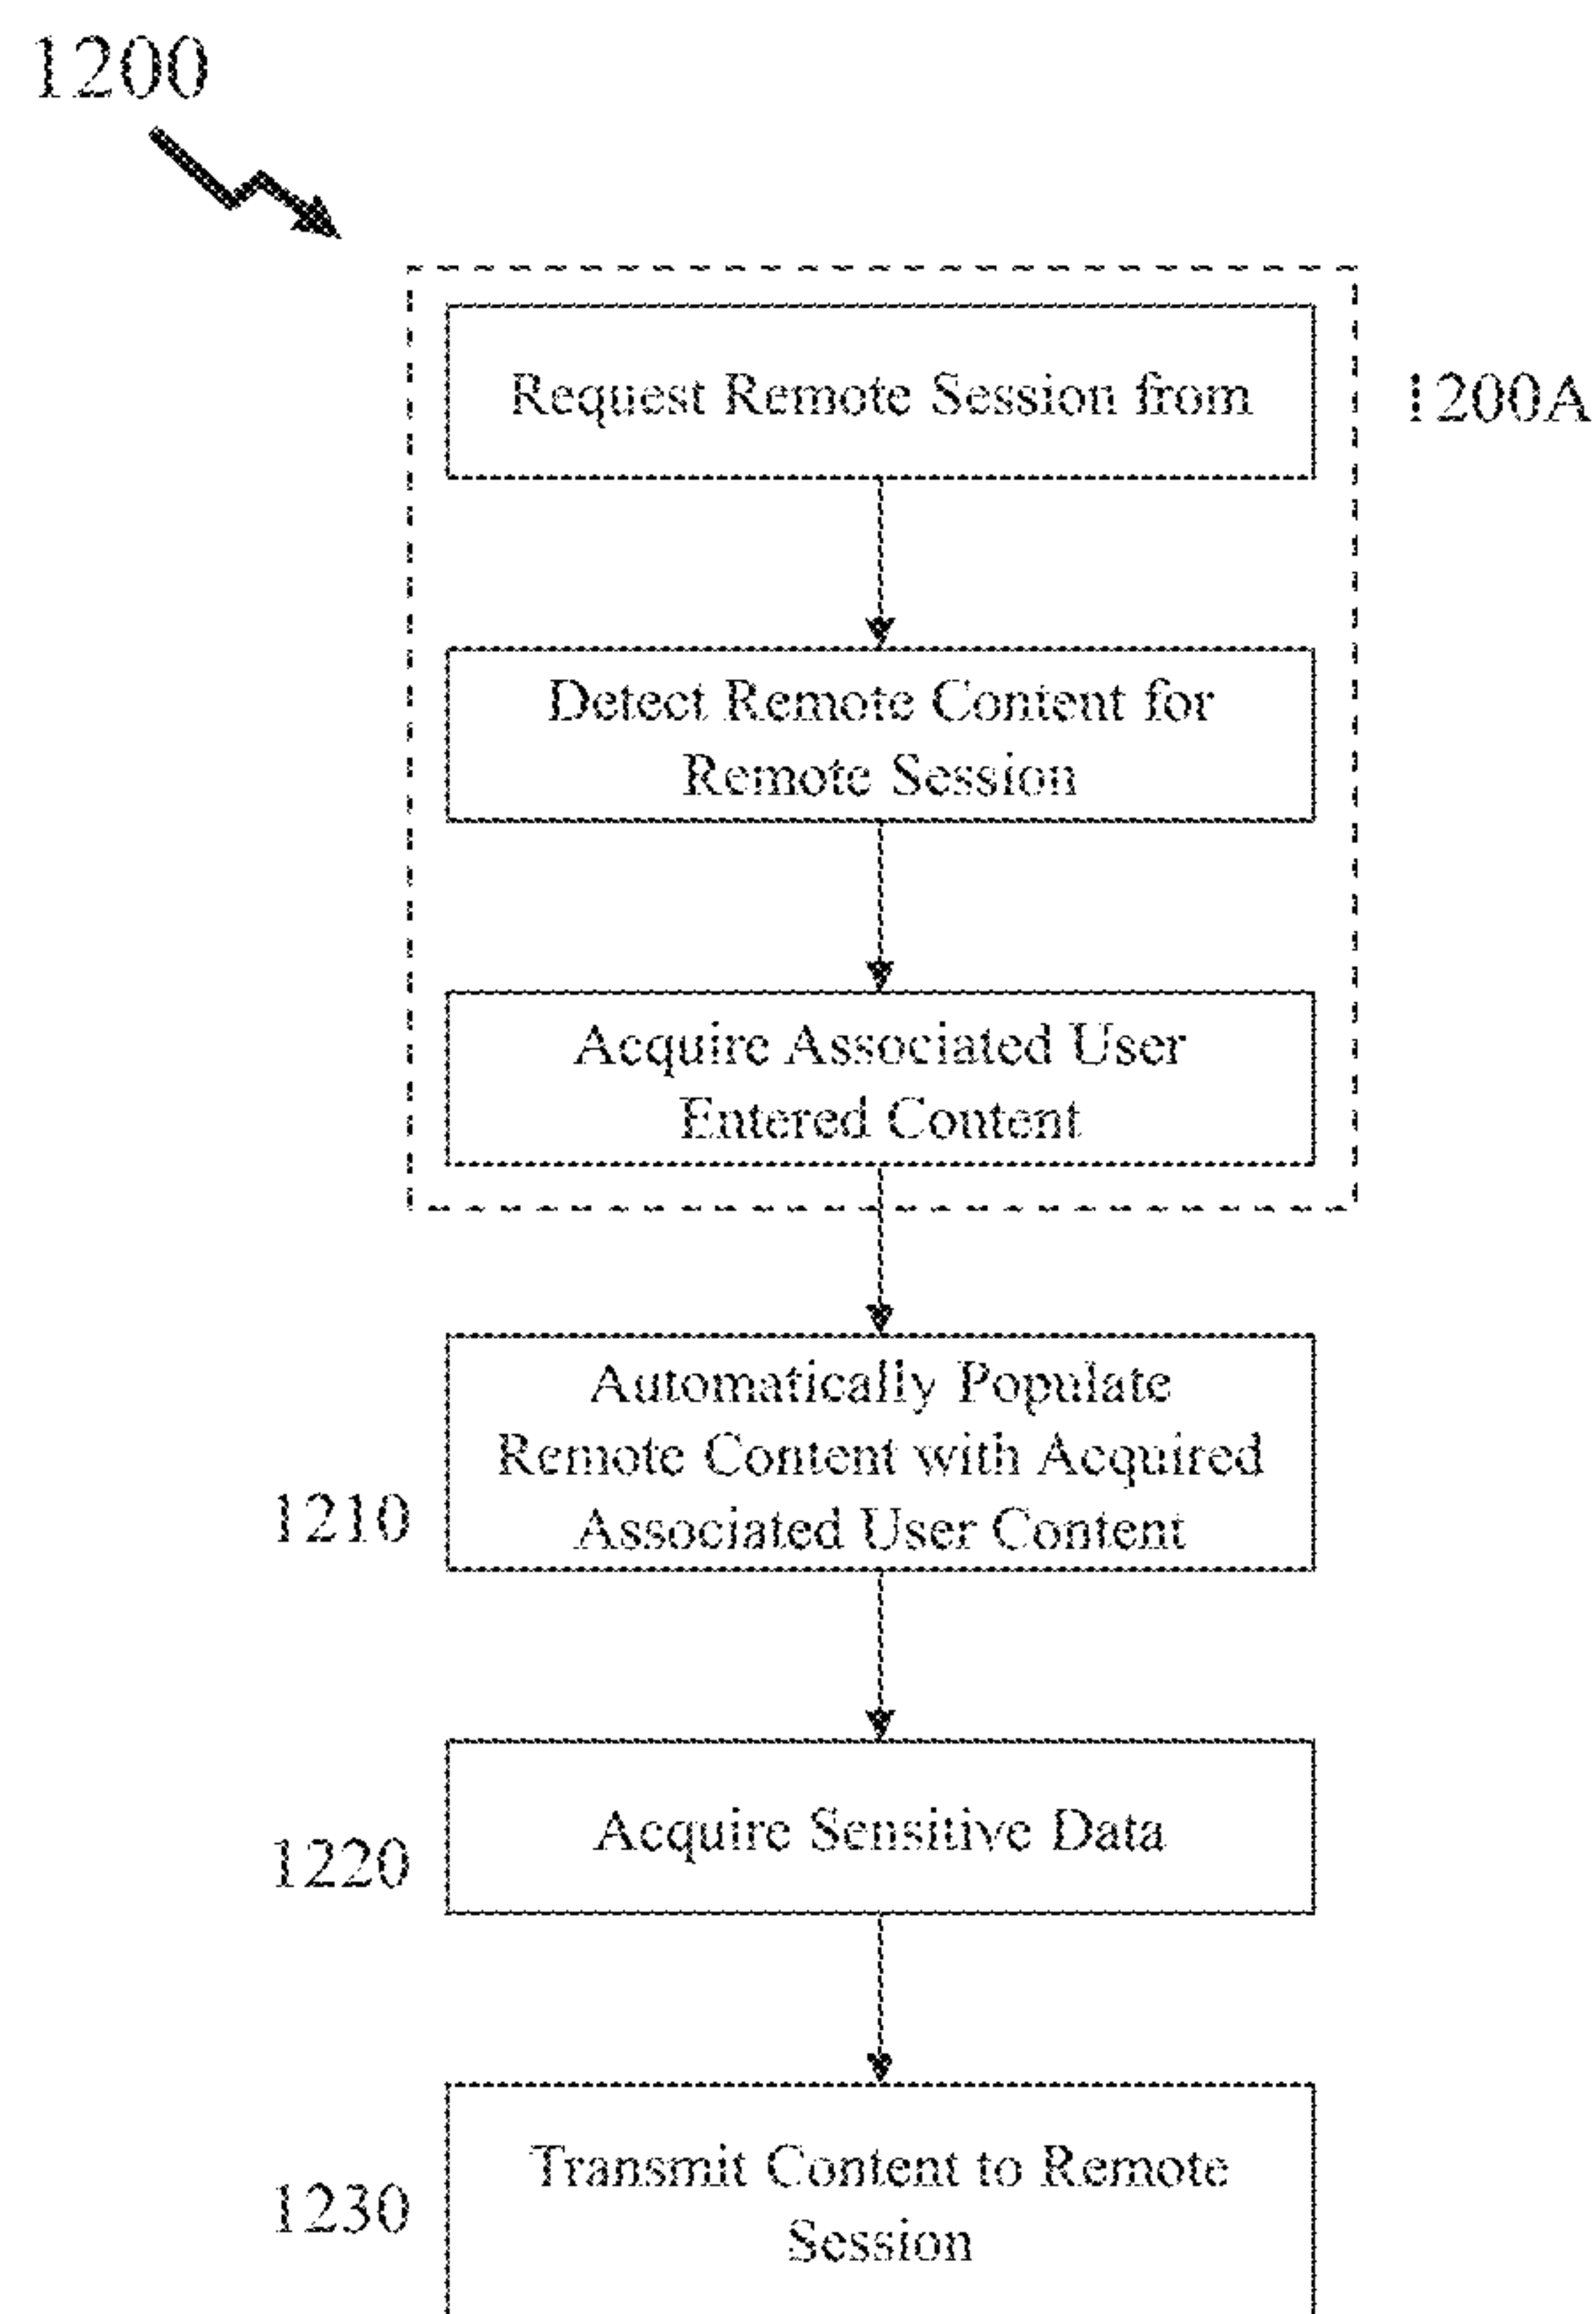 1200
Request Remote Session from
1200A
Detect Remote Content for
Remote Session
Acquire Associated User
Entered Content
Automatically Populate
Remote Content with Acquired
Associated User Content
1210
Acquire Sensitive Data
1220
Transmit Content to Remote
Session
1230